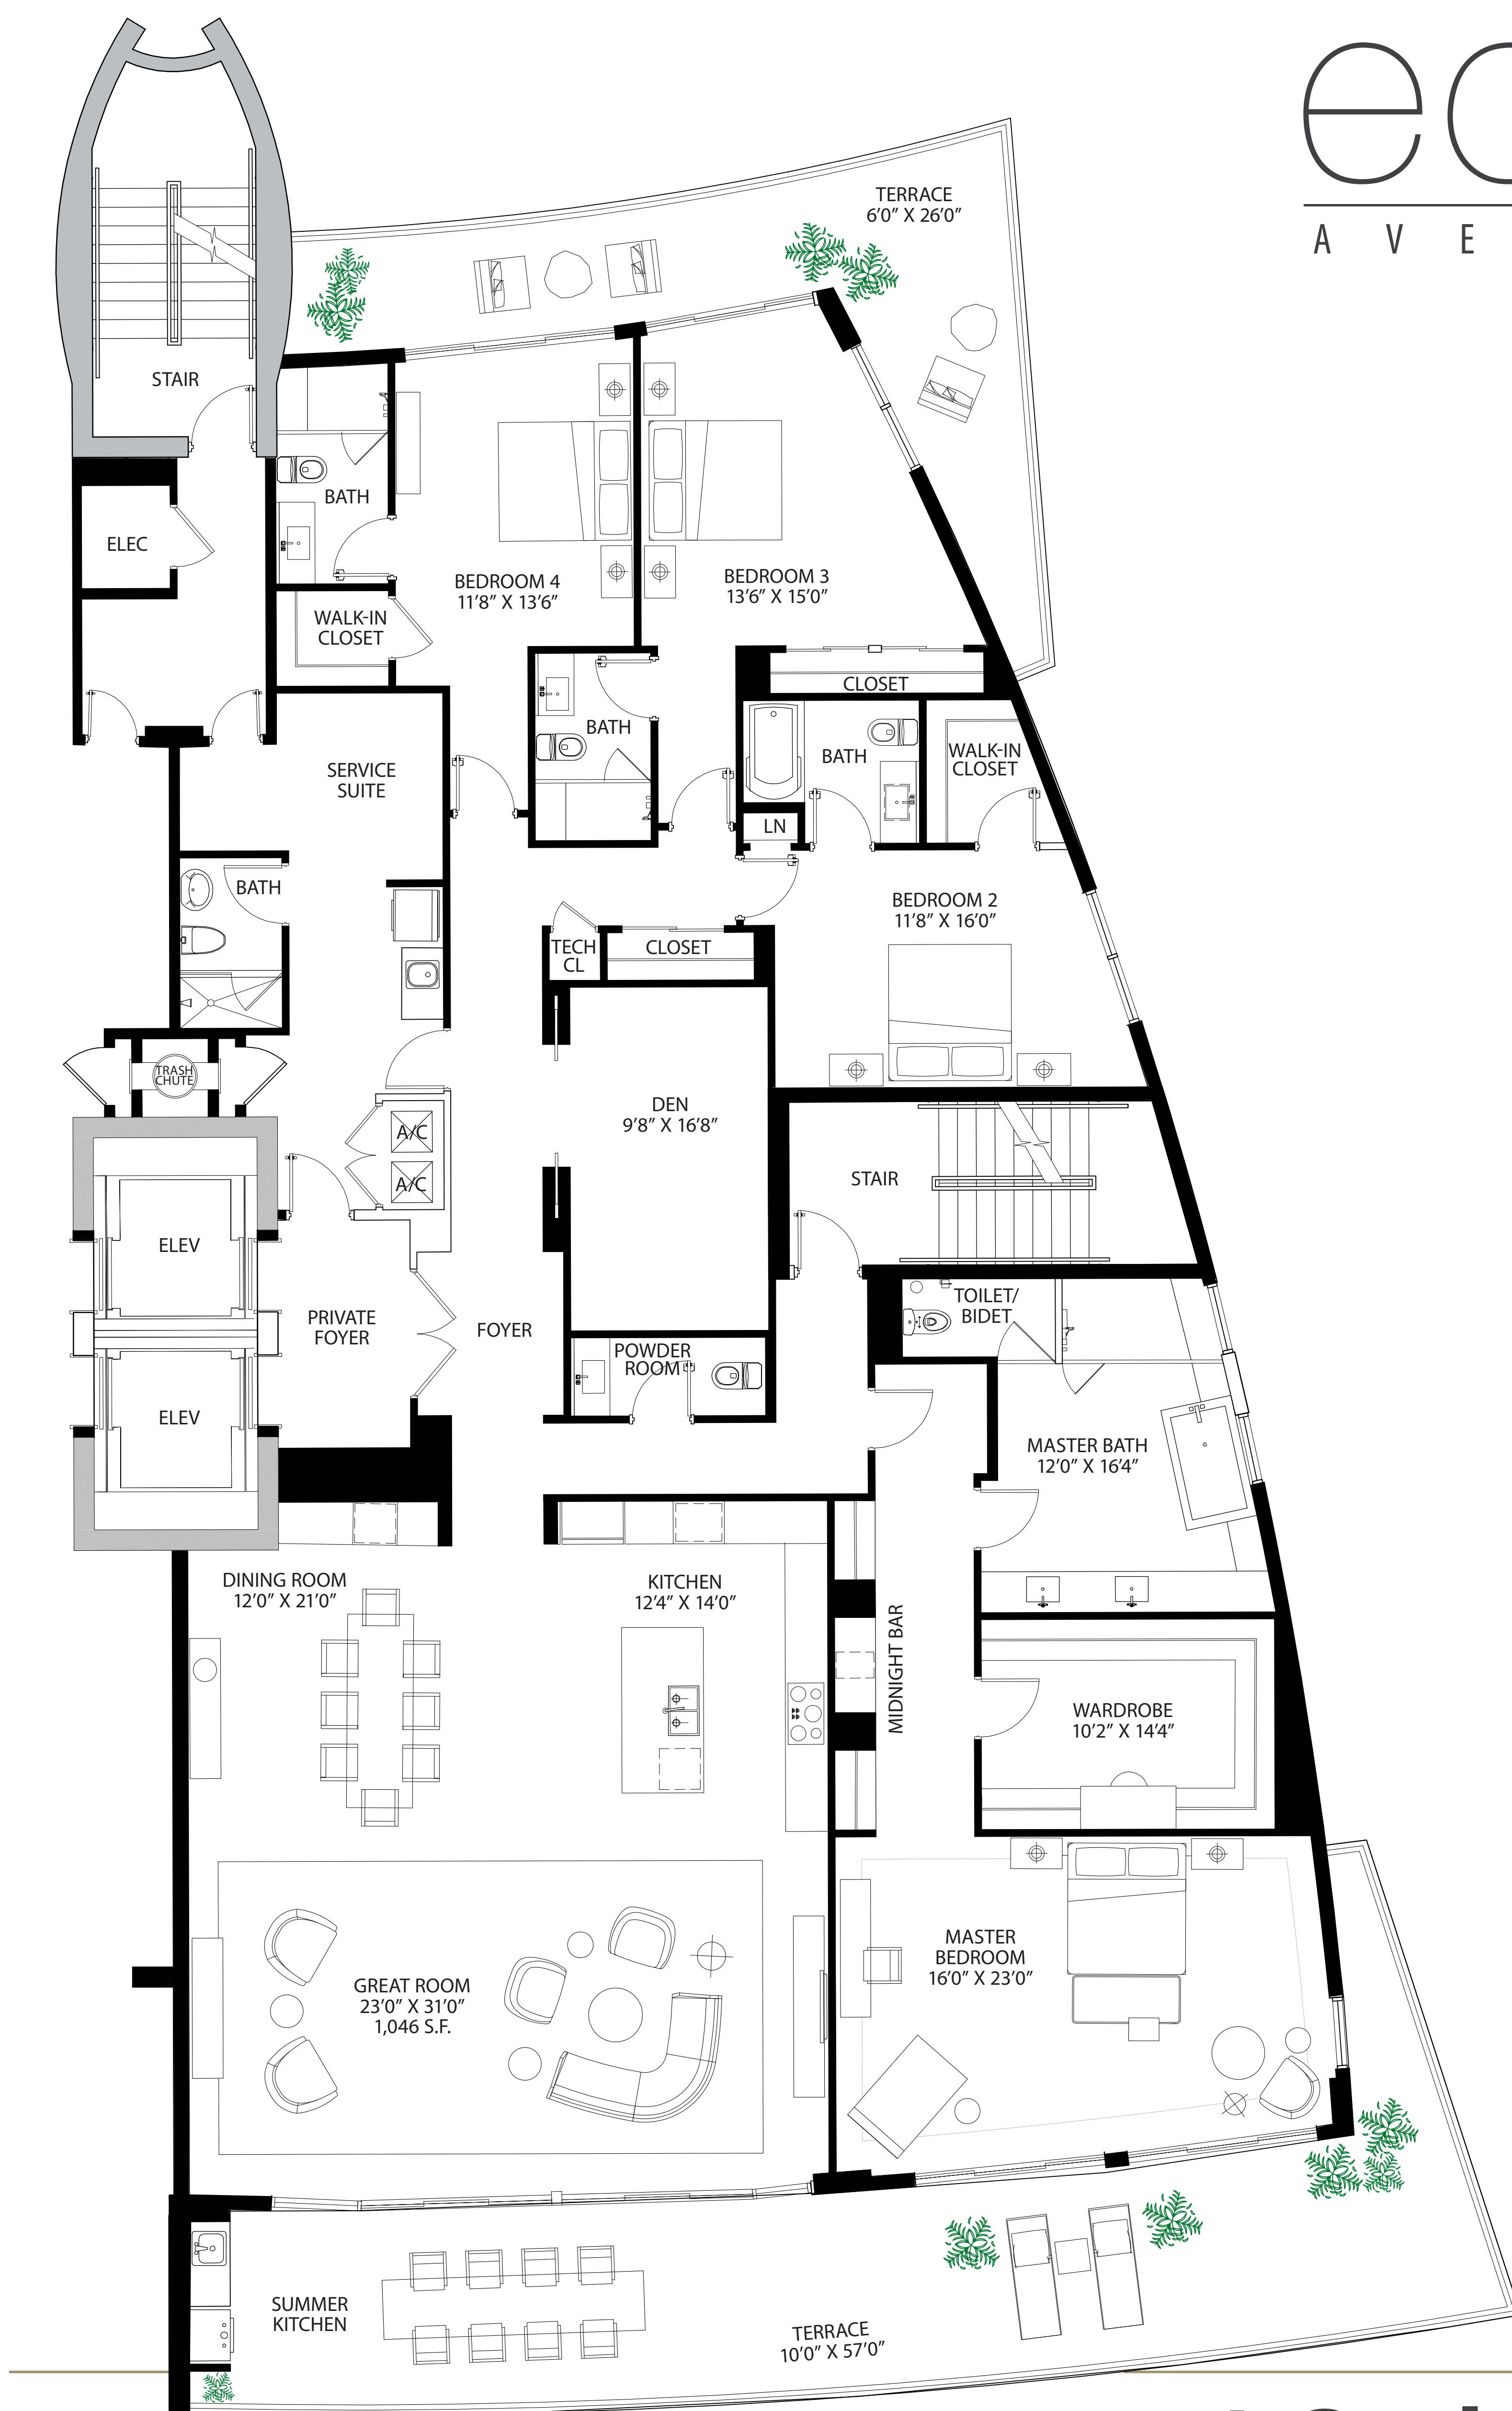 TERRACE
6'0" X 26'0"
A V E
STAIR
BATH
ELEC
BEDROOM 4
11'8" X 13'6"
BEDROOM 3
13'6" X 15'0"
WALK-IN
CLOSET
CLOSET
BATH
BATH
WALK-IN
CLOSET
SERVICE
SUITE
LN
BATH
BEDROOM 2
11'8" X 16'0"
TECH
CL
CLOSET
TRASH
CHUTE
DEN
9'8" X 16'8"
A/C
A/C
STAIR
ELEV
PRIVATE
FOYER
FOYER
TOILET/
BIDET
POWDER
ROOM
ELEV
MASTER BATH
12'0" X 16'4"
DINING ROOM
12'0" X 21'0"
KITCHEN
12'4" X 14'0"
MIDNIGHT BAR
WARDROBE
10'2" X 14'4"
MASTER
BEDROOM
16'0" X 23'0"
GREAT ROOM
23'0" X 31'0"
1,046 S.F.
SUMMER
KITCHEN
TERRACE
10'0" X 57'0"